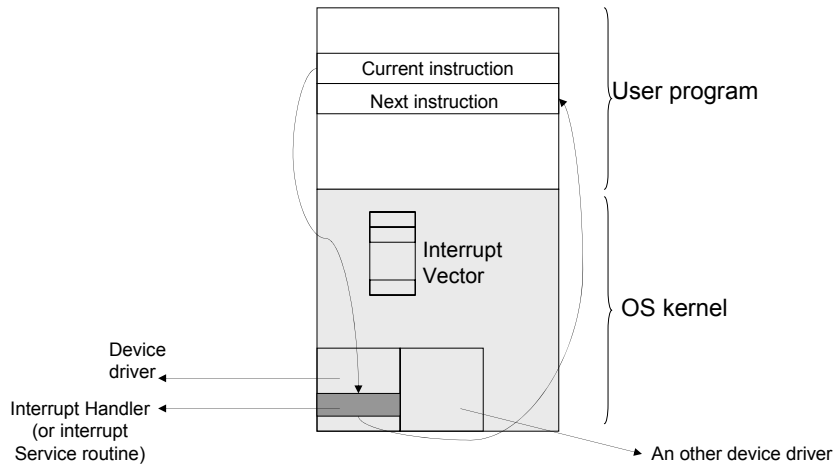 Current instruction
Next instruction
User program
Interrupt
Vector
OS kernel
Device
driver
Interrupt Handler
(or interrupt
Service routine)
An other device driver